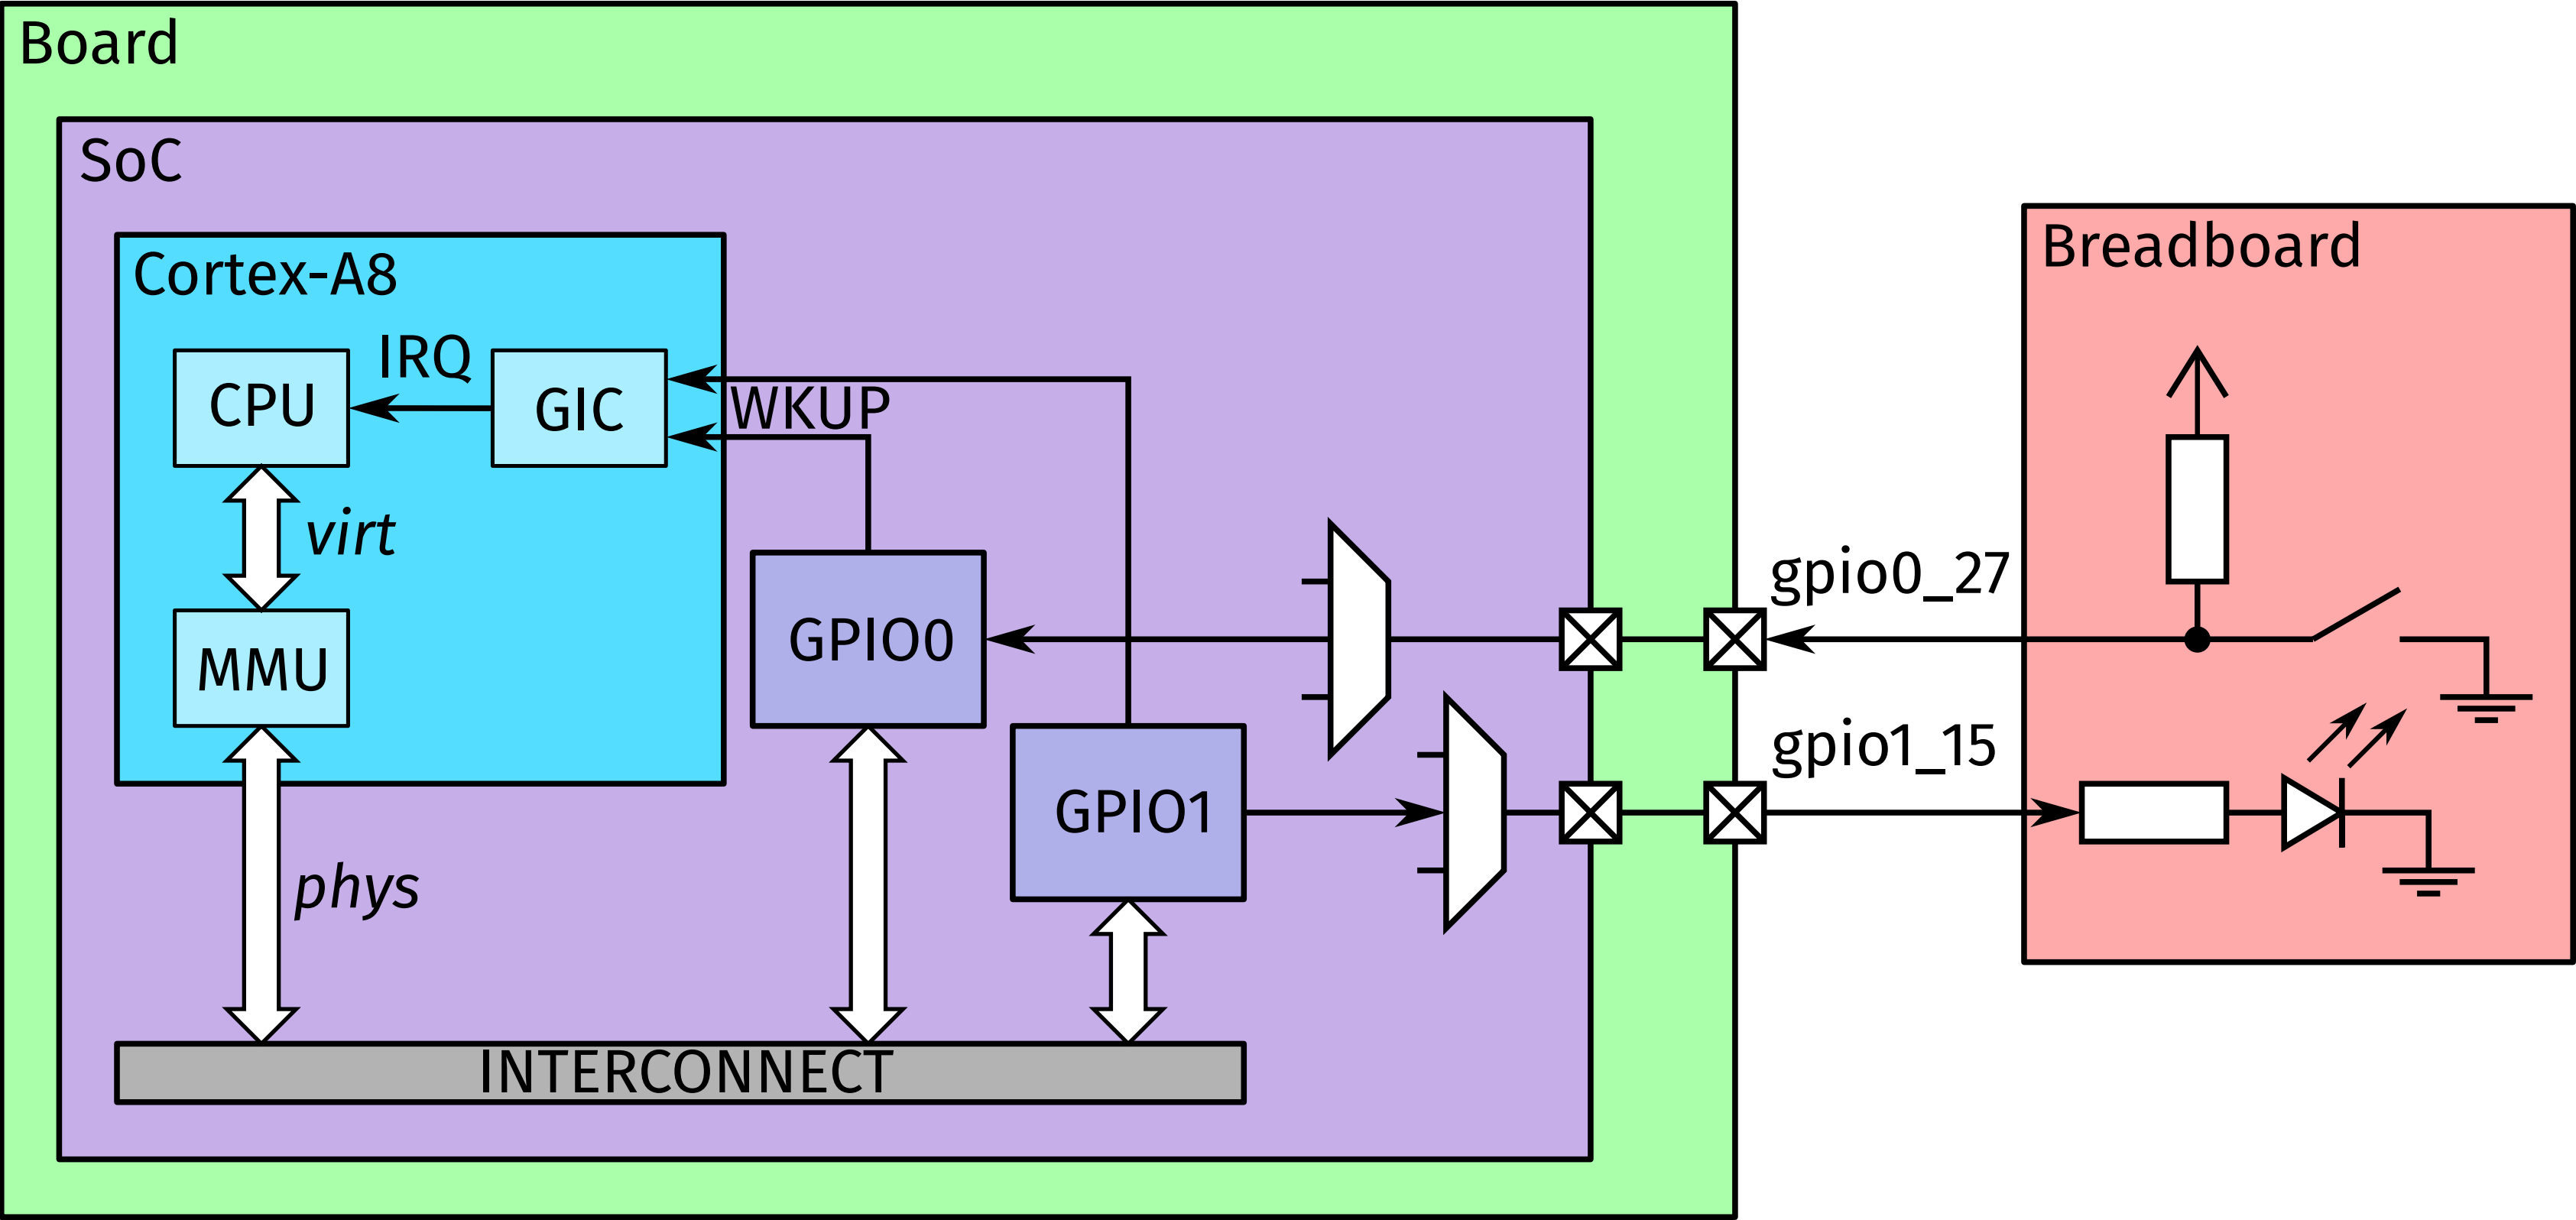 Board
SoC
Cortex-A8
CPU
IRQ
GIC
WKUP
virt
MMU
phys
GPIO0
GPIO1
INTERCONNECT
gpio0_27
gpio1_15
Breadboard